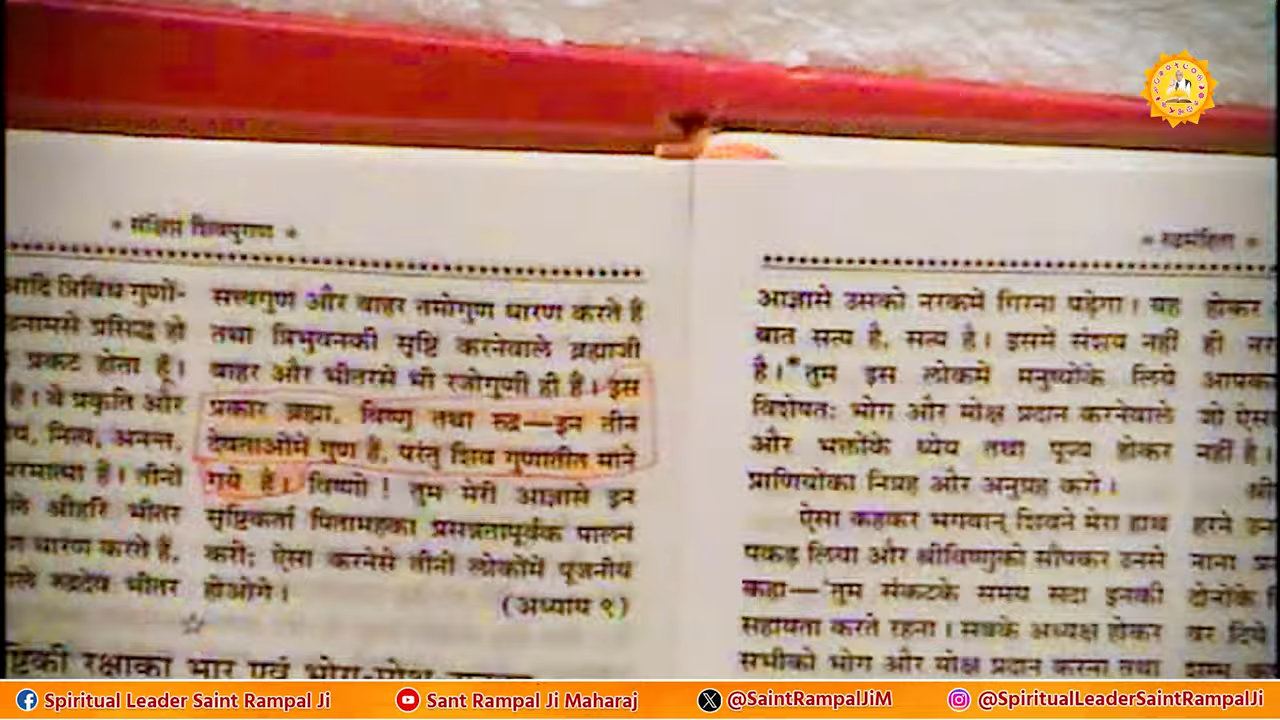 * संक्षिप्त शिवपुराण *
आदि त्रिविध गुणों-
प्रसिद्ध हो
प्रकट होता है।
है। ये प्रकृति और
नित्य, अनन्त,
परमात्मा हैं। तीनों
श्रीहरि भीतर
धारण करते हैं,
रुद्रदेव भीतर
सत्त्वगुण और बाहर तमोगुण धारण करते हैं
तथा त्रिभुवनकी सृष्टि करनेवाले ब्रह्माजी
बाहर और भीतरसे भी रजोगुणी ही हैं। इस
प्रकार ब्रह्मा, विष्णु तथा रुद्र—इन तीन
देवताओंमें गुण हैं, परंतु शिव गुणातीत माने
गये हैं। विष्णो! तुम मेरी आज्ञासे इन
सृष्टिकर्ता पितामहका प्रसन्नतापूर्वक पालन
करो; ऐसा करनेसे तीनों लोकोंमें पूजनीय
होओगे।
(अध्याय ९)
रक्षाका भार एवं
* रुद्रसंहिता *
आज्ञासे उसको नरकमें गिरना पड़ेगा। यह
बात सत्य है, सत्य है। इसमें संशय नहीं
है।* तुम इस लोकमें मनुष्योंके लिये
विशेषतः भोग और मोक्ष प्रदान करनेवाले
और भक्तोंके ध्येय तथा पूज्य होकर
प्राणियोंका निग्रह और अनुग्रह करो।
ऐसा कहकर भगवान् शिवने मेरा हाथ
पकड़ लिया और श्रीविष्णुको सौंपकर उनसे
कहा—'तुम संकटके समय सदा इनकी
सहायता करते रहना। सबके अध्यक्ष होकर
सभीको भोग और मोक्ष प्रदान करना तथा
होकर
ही
नहीं है।
नाना
दोनोंके
वर दिये
Spiritual Leader Saint Rampal Ji
Sant Rampal Ji Maharaj
@SaintRampalJiM
@SpiritualLeaderSaintRampalJi